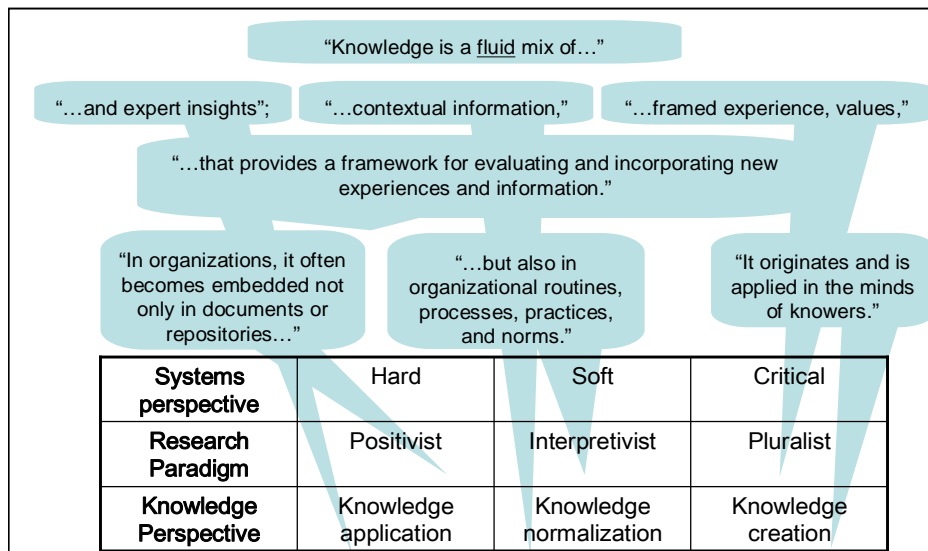 “Knowledge is a fluid mix of…”
“…and expert insights”;
“…contextual information,”
“…framed experience, values,”
“…that provides a framework for evaluating and incorporating new
experiences and information.”
“In organizations, it often
becomes embedded not
only in documents or
repositories…”
“…but also in
organizational routines,
processes, practices,
and norms.”
“It originates and is
applied in the minds
of knowers.”
Systems
perspective
Hard
Soft
Critical
Research
Paradigm
Positivist
Interpretivist
Pluralist
Knowledge
Perspective
Knowledge
application
Knowledge
normalization
Knowledge
creation